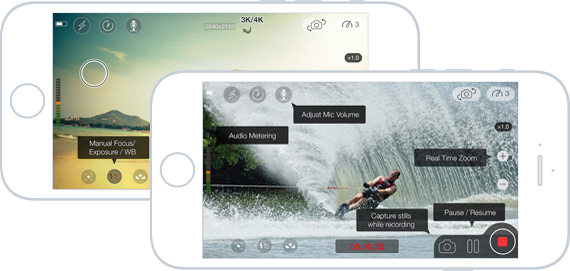 3840x2160
3K/4K
3
x1.0
Manual Focus/
Exposure / WB
3
Adjust Mic Volume
Audio Metering
x1.0
Real Time Zoom
Capture stills
while recording
Pause / Resume